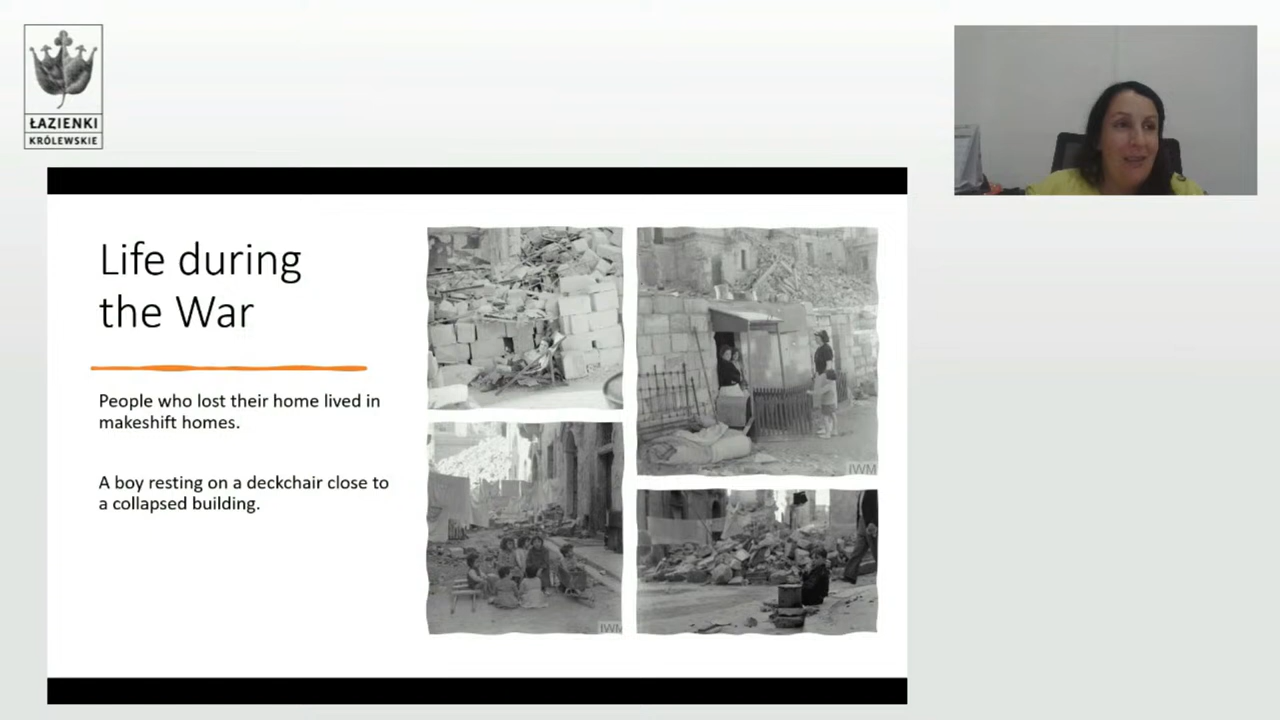 ŁAZIENKI
KRÓLEWSKIE
Life during
the War
People who lost their home lived in
makeshift homes.
A boy resting on a deckchair close to
a collapsed building.
IWM
IWM